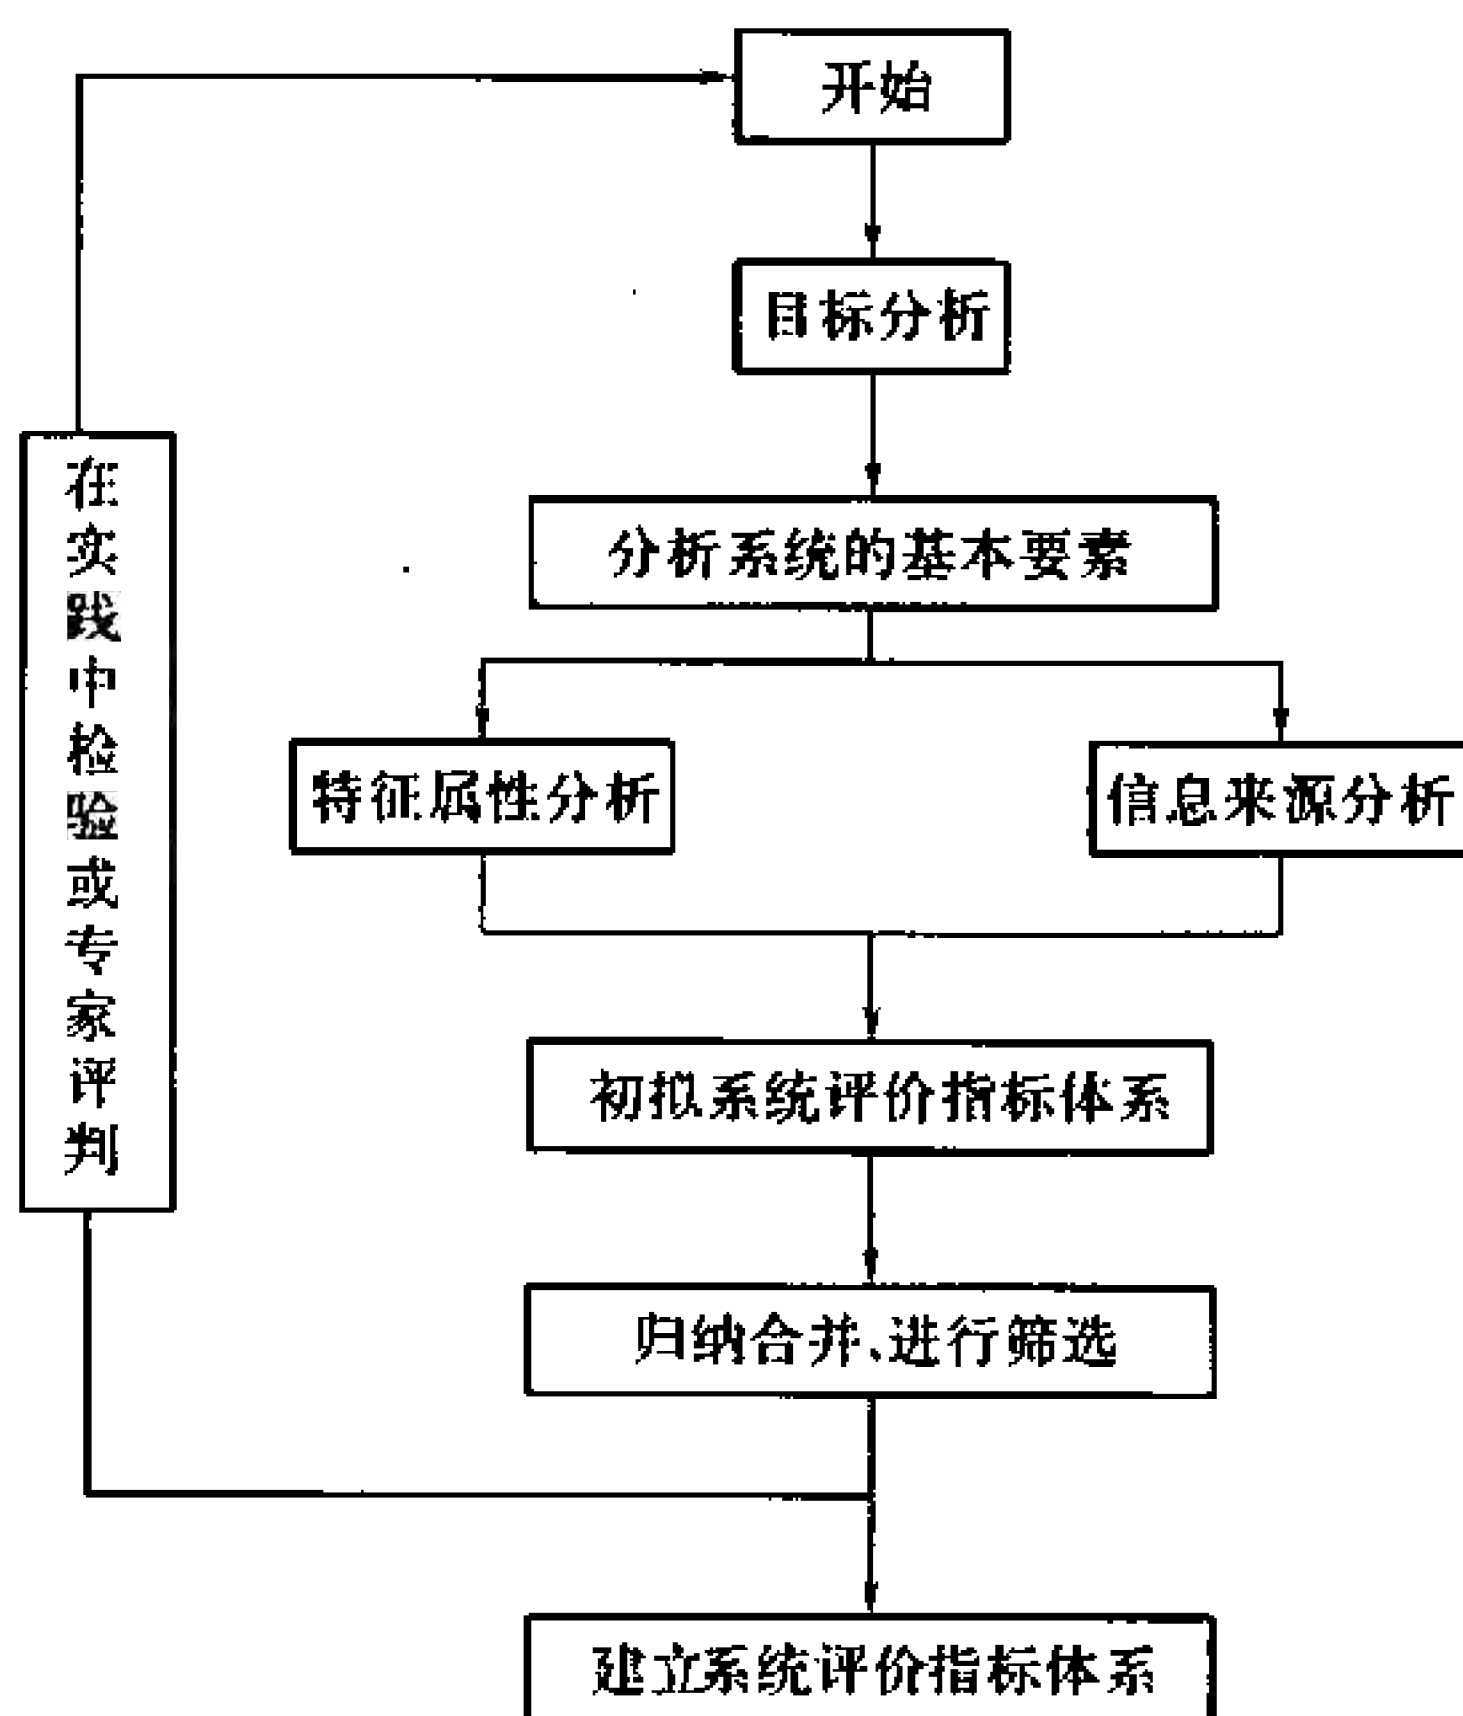 开始
目标分析
分析系统的基本要素
特征属性分析
信息来源分析
初拟系统评价指标体系
归纳合并、进行筛选
建立系统评价指标体系
在实践中检验或专家评判